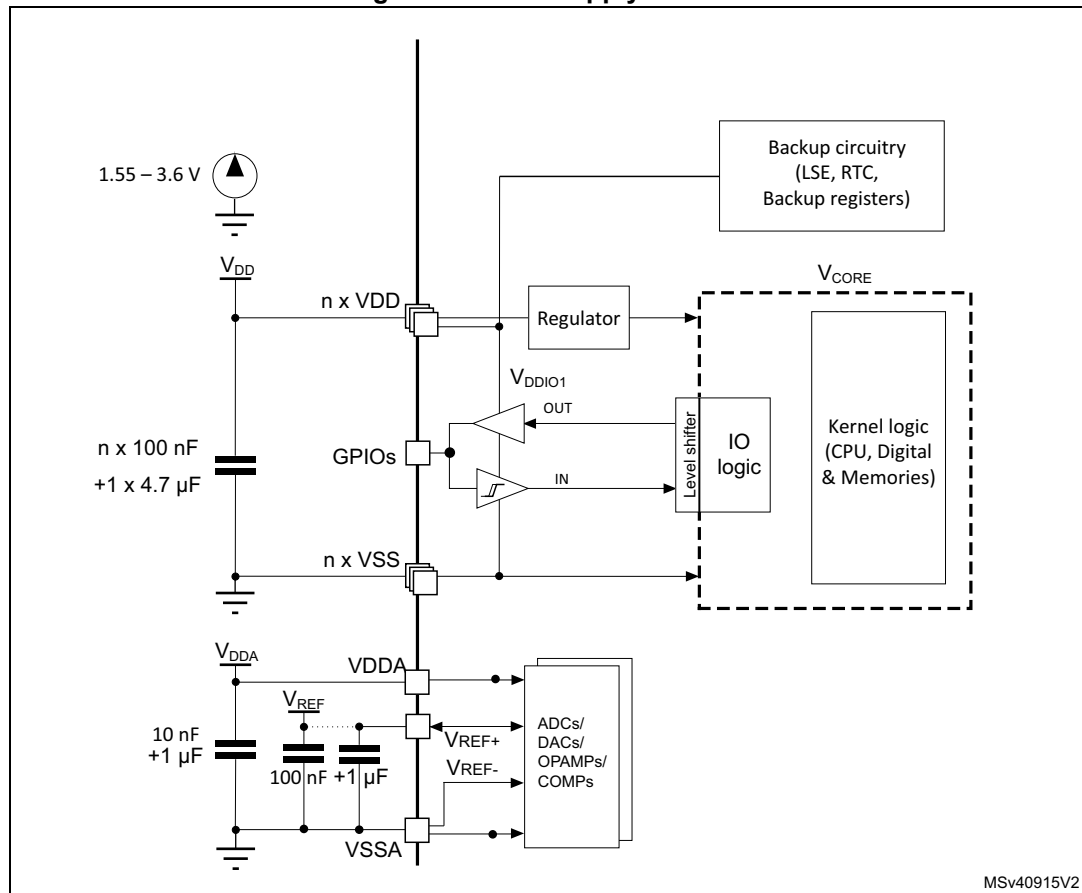 Backup circuitry
(LSE, RTC,
Backup registers)
1.55 – 3.6 V
VCORE
VDD
n x VDD
Regulator
VDDIO1
OUT
n x 100 nF
+1 x 4.7 µF
GPIOs
Level shifter
IO
logic
Kernel logic
(CPU, Digital
& Memories)
IN
n x VSS
VDDA
VDDA
VREF
10 nF
+1 µF
100 nF
+1 µF
VREF+
VREF-
ADCs/
DACs/
OPAMPs/
COMPs
VSSA
MSv40915V2